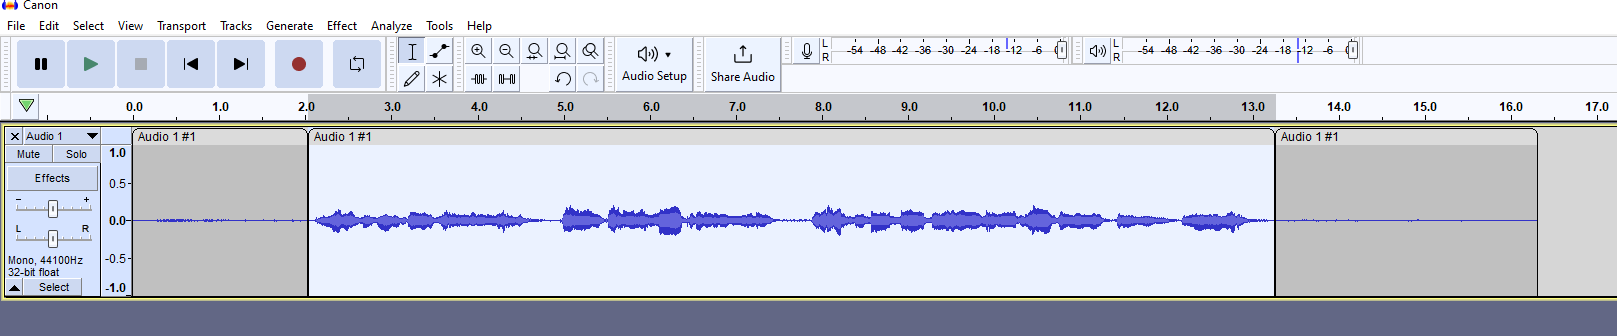 Canon
File Edit Select View Transport Tracks Generate Effect Analyze Tools Help
Audio Setup
Share Audio
L
R
-54 -48 -42 -36 -30 -24 -18 -12 -6
L
R
-54 -48 -42 -36 -30 -24 -18 -12 -6
0.0 1.0 2.0 3.0 4.0 5.0 6.0 7.0 8.0 9.0 10.0 11.0 12.0 13.0 14.0 15.0 16.0 17.0
Audio 1
Audio 1 #1
Audio 1 #1
Audio 1 #1
Mute Solo
Effects
- +
L R
Mono, 44100Hz
32-bit float
Select
1.0
0.5-
0.0-
-0.5-
-1.0